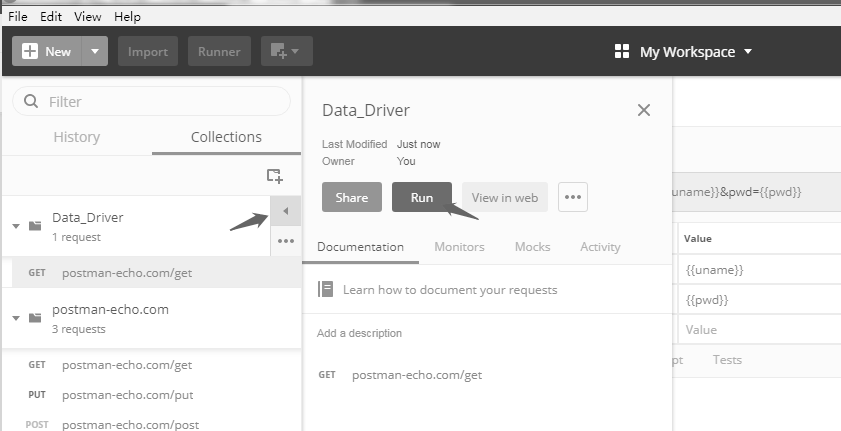 File Edit View Help
New Import Runner My Workspace
Filter
History Collections
Data_Driver
1 request
GET postman-echo.com/get
postman-echo.com
3 requests
GET postman-echo.com/get
PUT postman-echo.com/put
POST postman-echo.com/post
Data_Driver
Last Modified Just now
Owner You
Share Run View in web
Documentation Monitors Mocks Activity
Learn how to document your requests
Add a description
GET postman-echo.com/get
uname}}&pwd={{pwd}}
Value
{{uname}}
{{pwd}}
Value
pt Tests